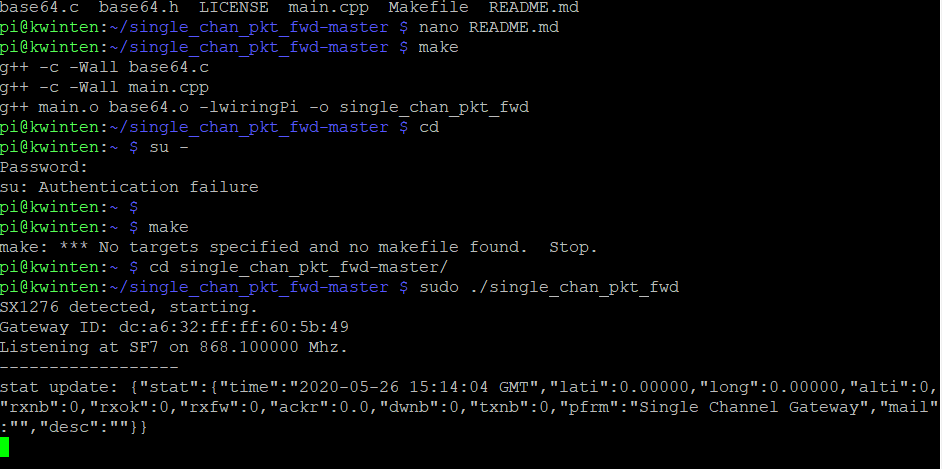 base64.c  base64.h  LICENSE  main.cpp  Makefile  README.md
pi@kwinten:~/single_chan_pkt_fwd-master $ nano README.md
pi@kwinten:~/single_chan_pkt_fwd-master $ make
g++ -c -Wall base64.c
g++ -c -Wall main.cpp
g++ main.o base64.o -lwiringPi -o single_chan_pkt_fwd
pi@kwinten:~/single_chan_pkt_fwd-master $ cd
pi@kwinten:~ $ su -
Password:
su: Authentication failure
pi@kwinten:~ $
pi@kwinten:~ $ make
make: *** No targets specified and no makefile found.  Stop.
pi@kwinten:~ $ cd single_chan_pkt_fwd-master/
pi@kwinten:~/single_chan_pkt_fwd-master $ sudo ./single_chan_pkt_fwd
SX1276 detected, starting.
Gateway ID: dc:a6:32:ff:ff:60:5b:49
Listening at SF7 on 868.100000 Mhz.
------------------
stat update: {"stat":{"time":"2020-05-26 15:14:04 GMT","lati":0.00000,"long":0.00000,"alti":0,
"rxnb":0,"rxok":0,"rxfw":0,"ackr":0.0,"dwnb":0,"txnb":0,"pfrm":"Single Channel Gateway","mail"
:"","desc":""}}